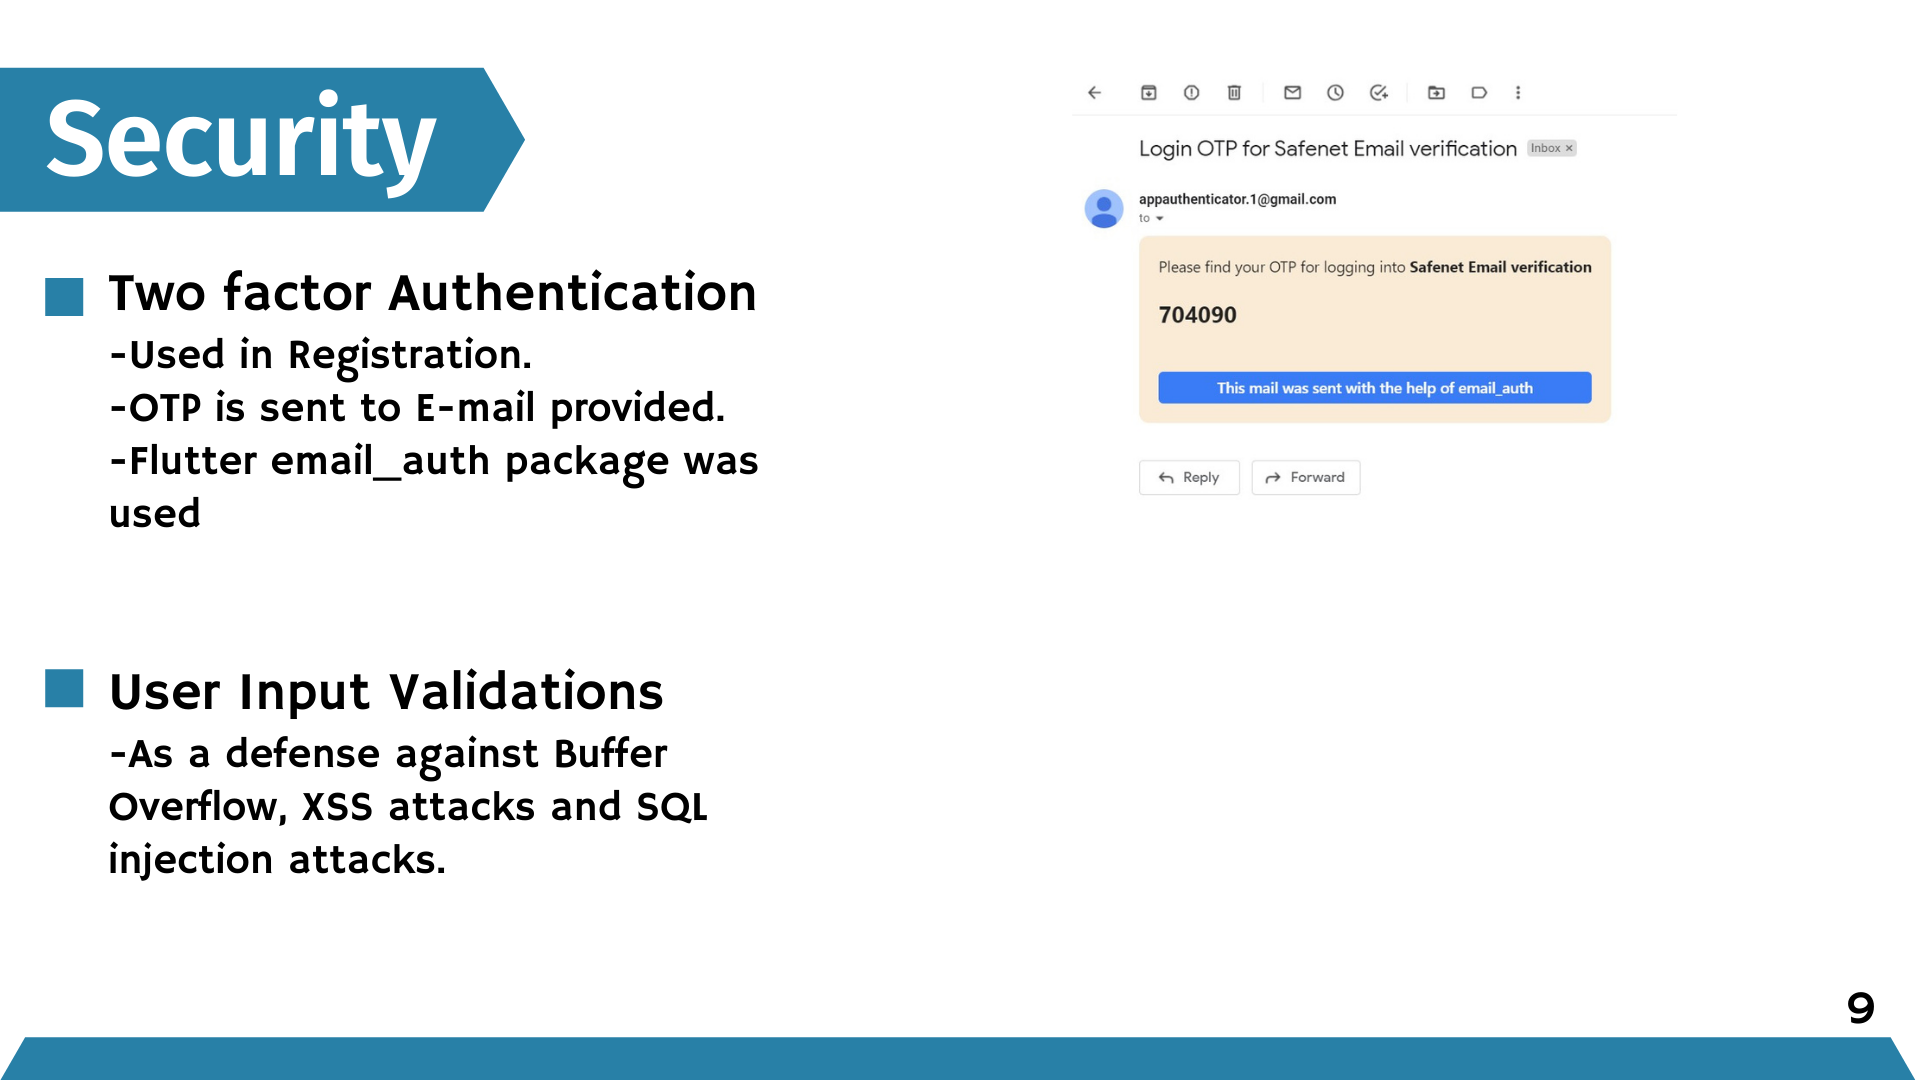 Security
Two factor Authentication
-Used in Registration.
-OTP is sent to E-mail provided.
-Flutter email_auth package was
used
User Input Validations
-As a defense against Buffer
Overflow, XSS attacks and SQL
injection attacks.
Login OTP for Safenet Email verification Inbox ×
appauthenticator.1@gmail.com
to
Please find your OTP for logging into Safenet Email verification
704090
This mail was sent with the help of email_auth
Reply Forward
9